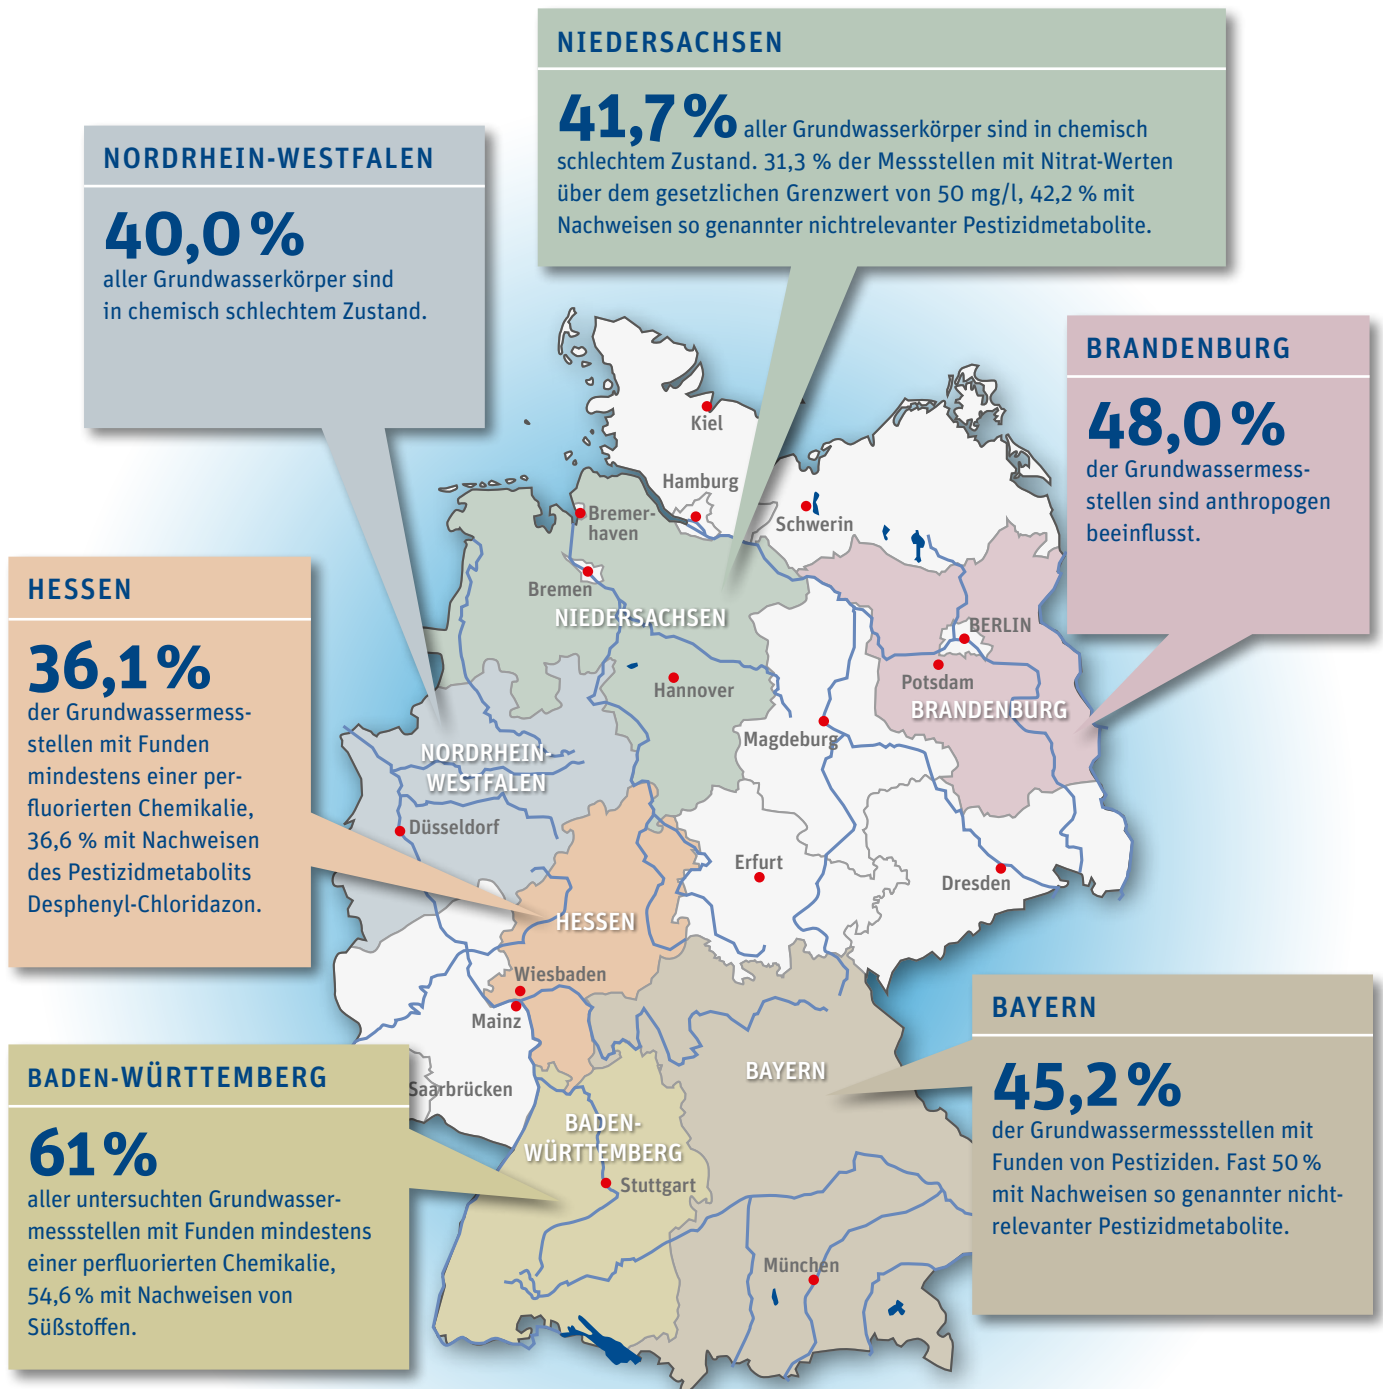 NIEDERSACHSEN
41,7 % aller Grundwasserkörper sind in chemisch
schlechtem Zustand. 31,3 % der Messstellen mit Nitrat-Werten
über dem gesetzlichen Grenzwert von 50 mg/l, 42,2 % mit
Nachweisen so genannter nichtrelevanter Pestizidmetabolite.
NORDRHEIN-WESTFALEN
40,0 %
aller Grundwasserkörper sind
in chemisch schlechtem Zustand.
BRANDENBURG
48,0 %
der Grundwassermess-
stellen sind anthropogen
beeinflusst.
HESSEN
36,1 %
der Grundwassermess-
stellen mit Funden
mindestens einer per-
fluorierten Chemikalie,
36,6 % mit Nachweisen
des Pestizidmetabolits
Desphenyl-Chloridazon.
BAYERN
45,2 %
der Grundwassermessstellen mit
Funden von Pestiziden. Fast 50 %
mit Nachweisen so genannter nicht-
relevanter Pestizidmetabolite.
BADEN-WÜRTTEMBERG
61 %
aller untersuchten Grundwasser-
messstellen mit Funden mindestens
einer perfluorierten Chemikalie,
54,6 % mit Nachweisen von
Süßstoffen.
Kiel
Hamburg
Schwerin
Bremer-
haven
Bremen
NIEDERSACHSEN
BERLIN
Hannover
Potsdam
BRANDENBURG
Magdeburg
NORDRHEIN-
WESTFALEN
Düsseldorf
Erfurt
Dresden
HESSEN
Wiesbaden
Mainz
BAYERN
Saarbrücken
BADEN-
WÜRTTEMBERG
Stuttgart
München